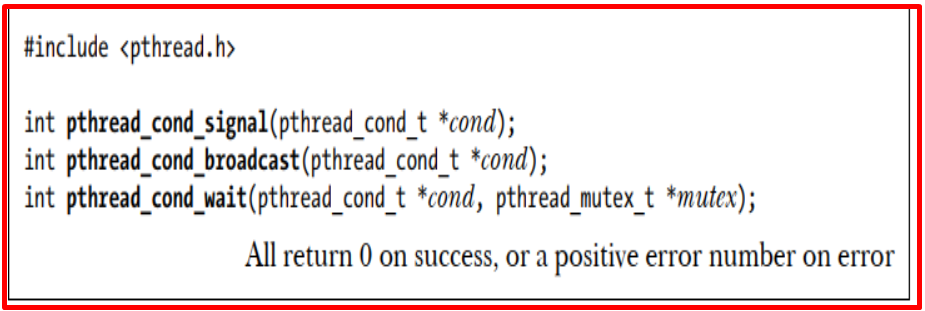 #include <pthread.h>
int pthread_cond_signal(pthread_cond_t *cond);
int pthread_cond_broadcast(pthread_cond_t *cond);
int pthread_cond_wait(pthread_cond_t *cond, pthread_mutex_t *mutex);
All return 0 on success, or a positive error number on error